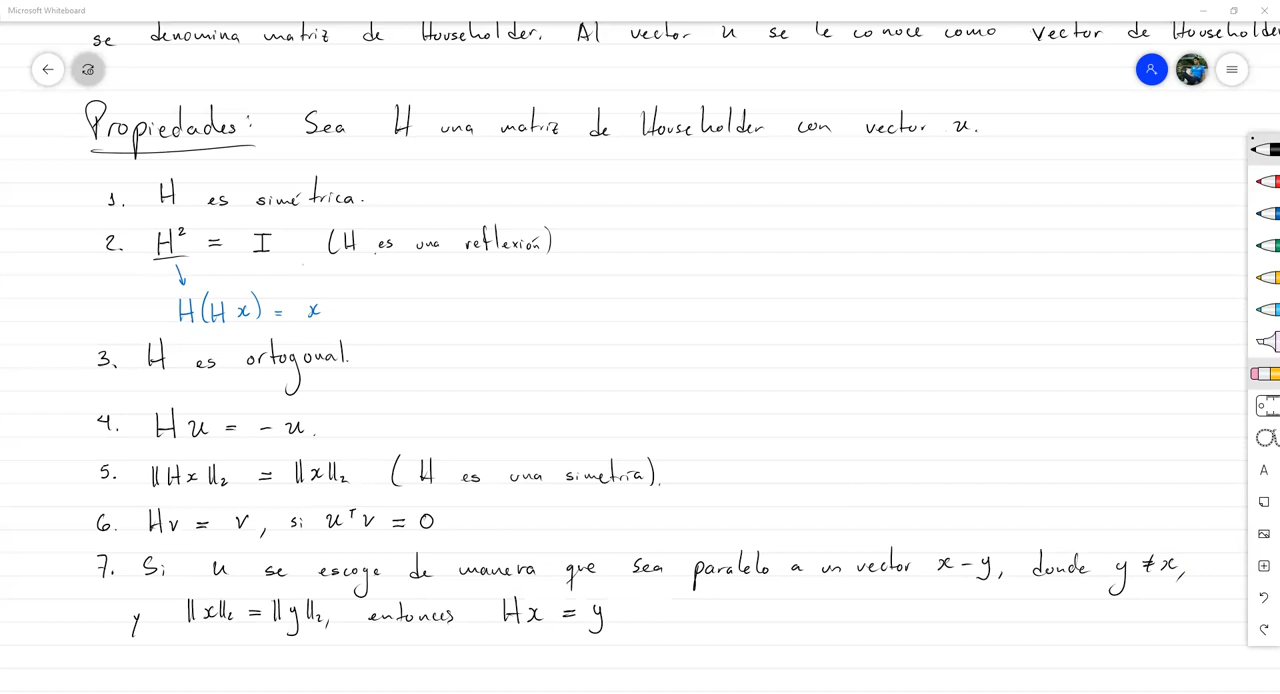 Microsoft Whiteboard
se denomina matriz de Householder. Al vector u se le conoce como vector de Householder
Propiedades: Sea H una matriz de Householder con vector u.
1. H es simétrica.
2. H² = I (H es una reflexión)
H(Hx) = x
3. H es ortogonal.
4. Hu = -u.
5. ||Hx||₂ = ||x||₂ (H es una simetría).
6. Hv = v, si uᵀv = 0
7. Si u se escoge de manera que sea paralelo a un vector x-y, donde y ≠ x,
y ||x||₂ = ||y||₂, entonces Hx = y